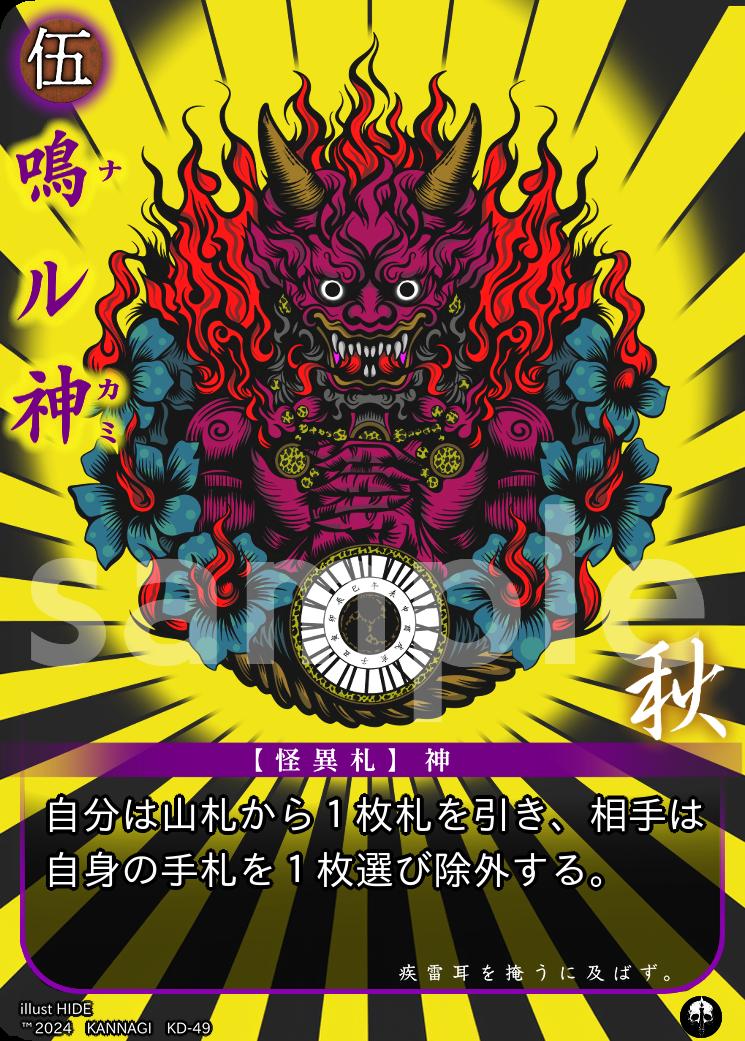 伍
鳴ル神
ナ
カミ
sample
秋
【怪異札】神
自分は山札から１枚札を引き、相手は
自身の手札を１枚選び除外する。
疾雷耳を掩うに及ばず。
illust HIDE
™2024 KANNAGI KD-49